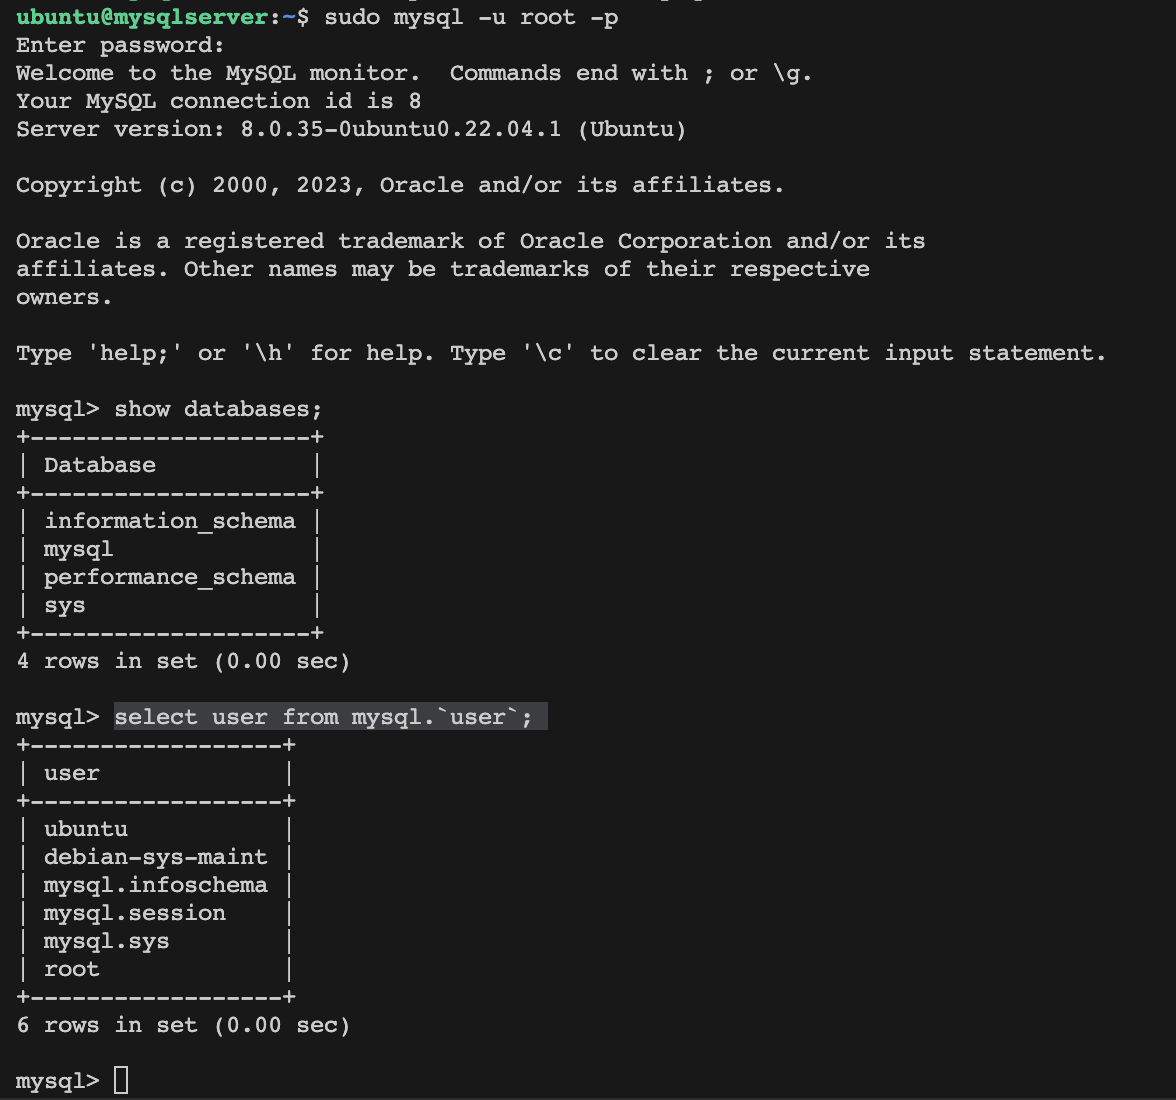 ubuntu@mysqlserver:~$ sudo mysql -u root -p
Enter password:
Welcome to the MySQL monitor.  Commands end with ; or \g.
Your MySQL connection id is 8
Server version: 8.0.35-0ubuntu0.22.04.1 (Ubuntu)

Copyright (c) 2000, 2023, Oracle and/or its affiliates.

Oracle is a registered trademark of Oracle Corporation and/or its
affiliates. Other names may be trademarks of their respective
owners.

Type 'help;' or '\h' for help. Type '\c' to clear the current input statement.

mysql> show databases;
+--------------------+
| Database           |
+--------------------+
| information_schema |
| mysql              |
| performance_schema |
| sys                |
+--------------------+
4 rows in set (0.00 sec)

mysql> select user from mysql.`user`;
+------------------+
| user             |
+------------------+
| ubuntu           |
| debian-sys-maint |
| mysql.infoschema |
| mysql.session    |
| mysql.sys        |
| root             |
+------------------+
6 rows in set (0.00 sec)

mysql>